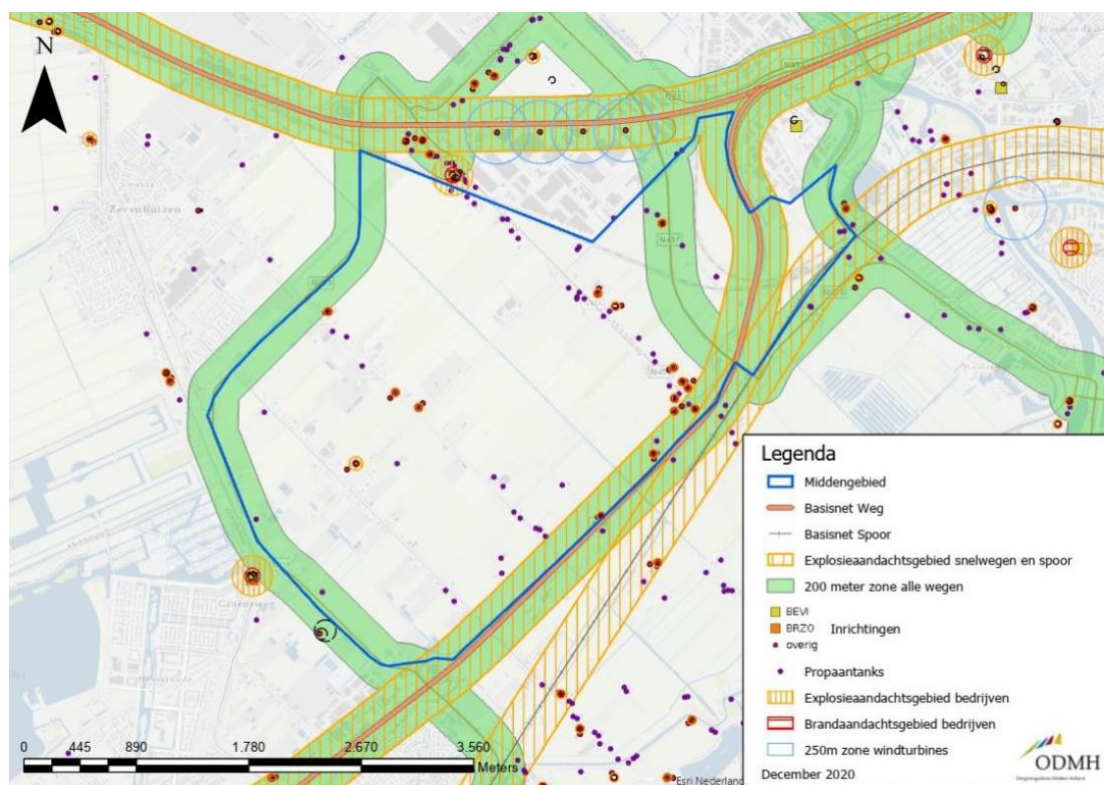 N
Zevenhuizen
N457
Legenda
Middengebied
Basisnet Weg
Basisnet Spoor
Explosieaandachtsgebied snelwegen en spoor
200 meter zone alle wegen
BEVI
BRZO Inrichtingen
overig
Propaantanks
Explosieaandachtsgebied bedrijven
Brandaandachtsgebied bedrijven
250m zone windturbines
December 2020
ODMH
0 445 890 1.780 2.670 3.560
Meters
Esri Nederland